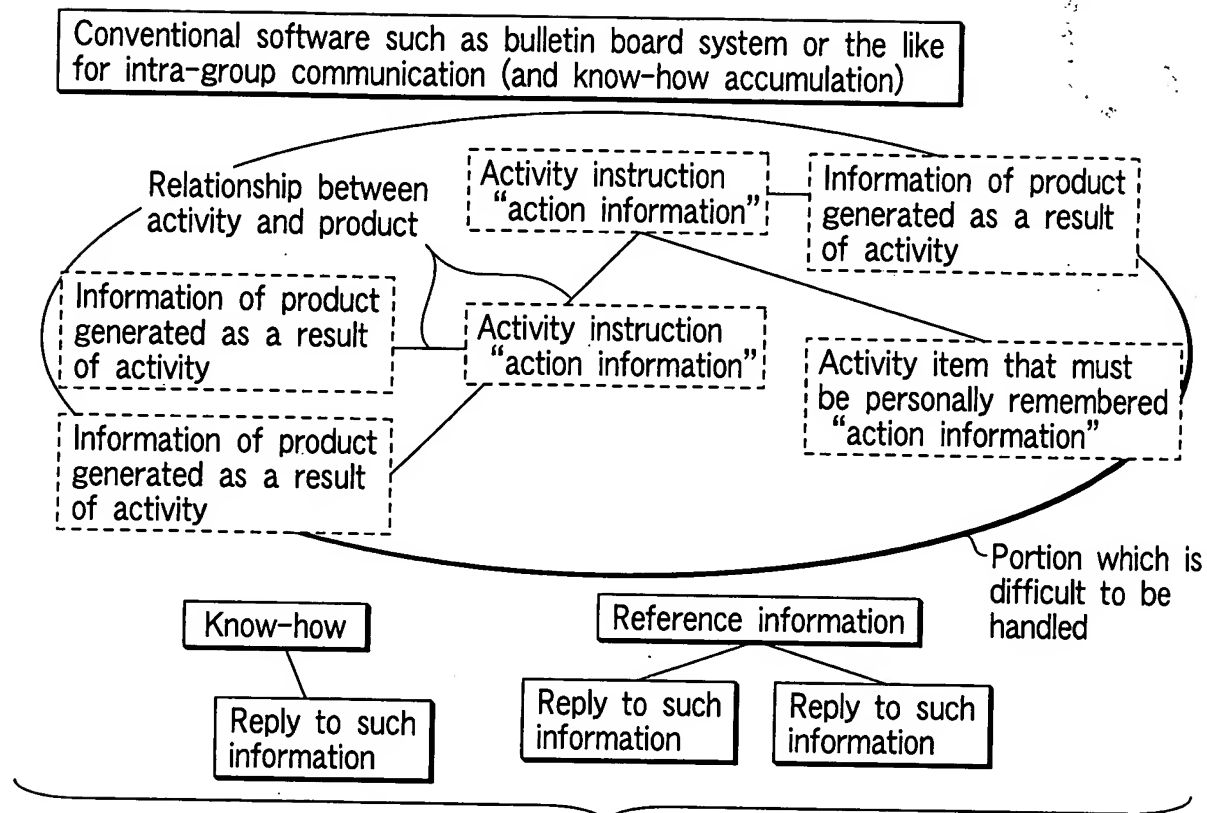 Conventional software such as bulletin board system or the like
for intra-group communication (and know-how accumulation)
Relationship between
activity and product
Activity instruction
“action information”
Information of product
generated as a result
of activity
Information of product
generated as a result
of activity
Activity instruction
“action information”
Activity item that must
be personally remembered
“action information”
Information of product
generated as a result
of activity
Portion which is
difficult to be
handled
Know-how
Reference information
Reply to such
information
Reply to such
information
Reply to such
information